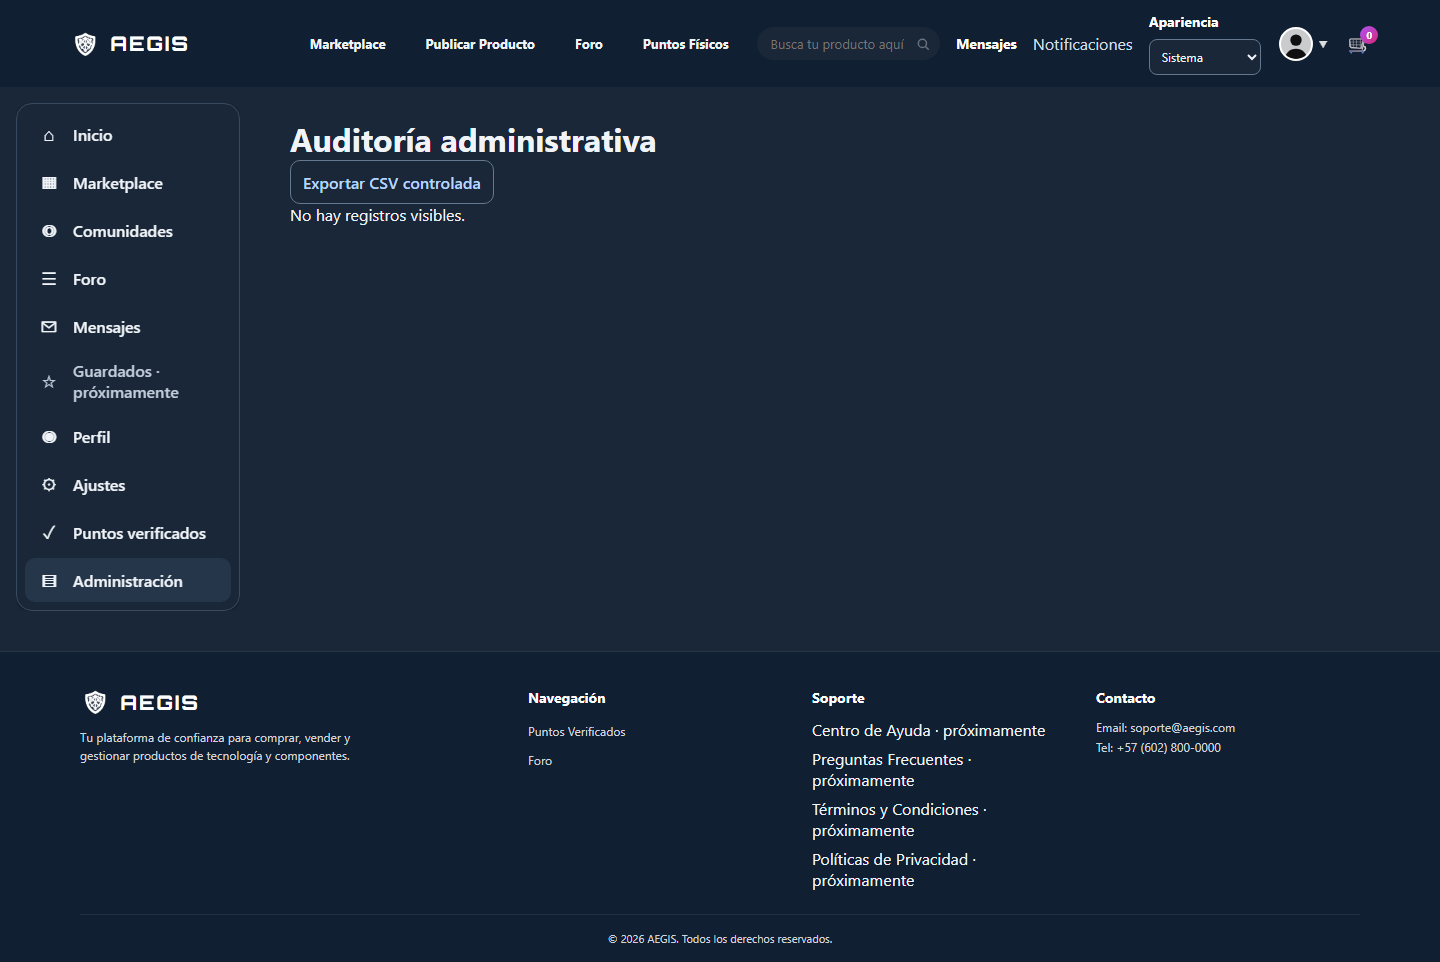 AEGIS
Marketplace
Publicar Producto
Foro
Puntos Físicos
Busca tu producto aquí
Mensajes
Notificaciones
Apariencia
Sistema
0
Inicio
Marketplace
Comunidades
Foro
Mensajes
Guardados ·
próximamente
Perfil
Ajustes
Puntos verificados
Administración
Auditoría administrativa
Exportar CSV controlada
No hay registros visibles.
AEGIS
Tu plataforma de confianza para comprar, vender y
gestionar productos de tecnología y componentes.
Navegación
Puntos Verificados
Foro
Soporte
Centro de Ayuda · próximamente
Preguntas Frecuentes ·
próximamente
Términos y Condiciones ·
próximamente
Políticas de Privacidad ·
próximamente
Contacto
Email: soporte@aegis.com
Tel: +57 (602) 800-0000
© 2026 AEGIS. Todos los derechos reservados.